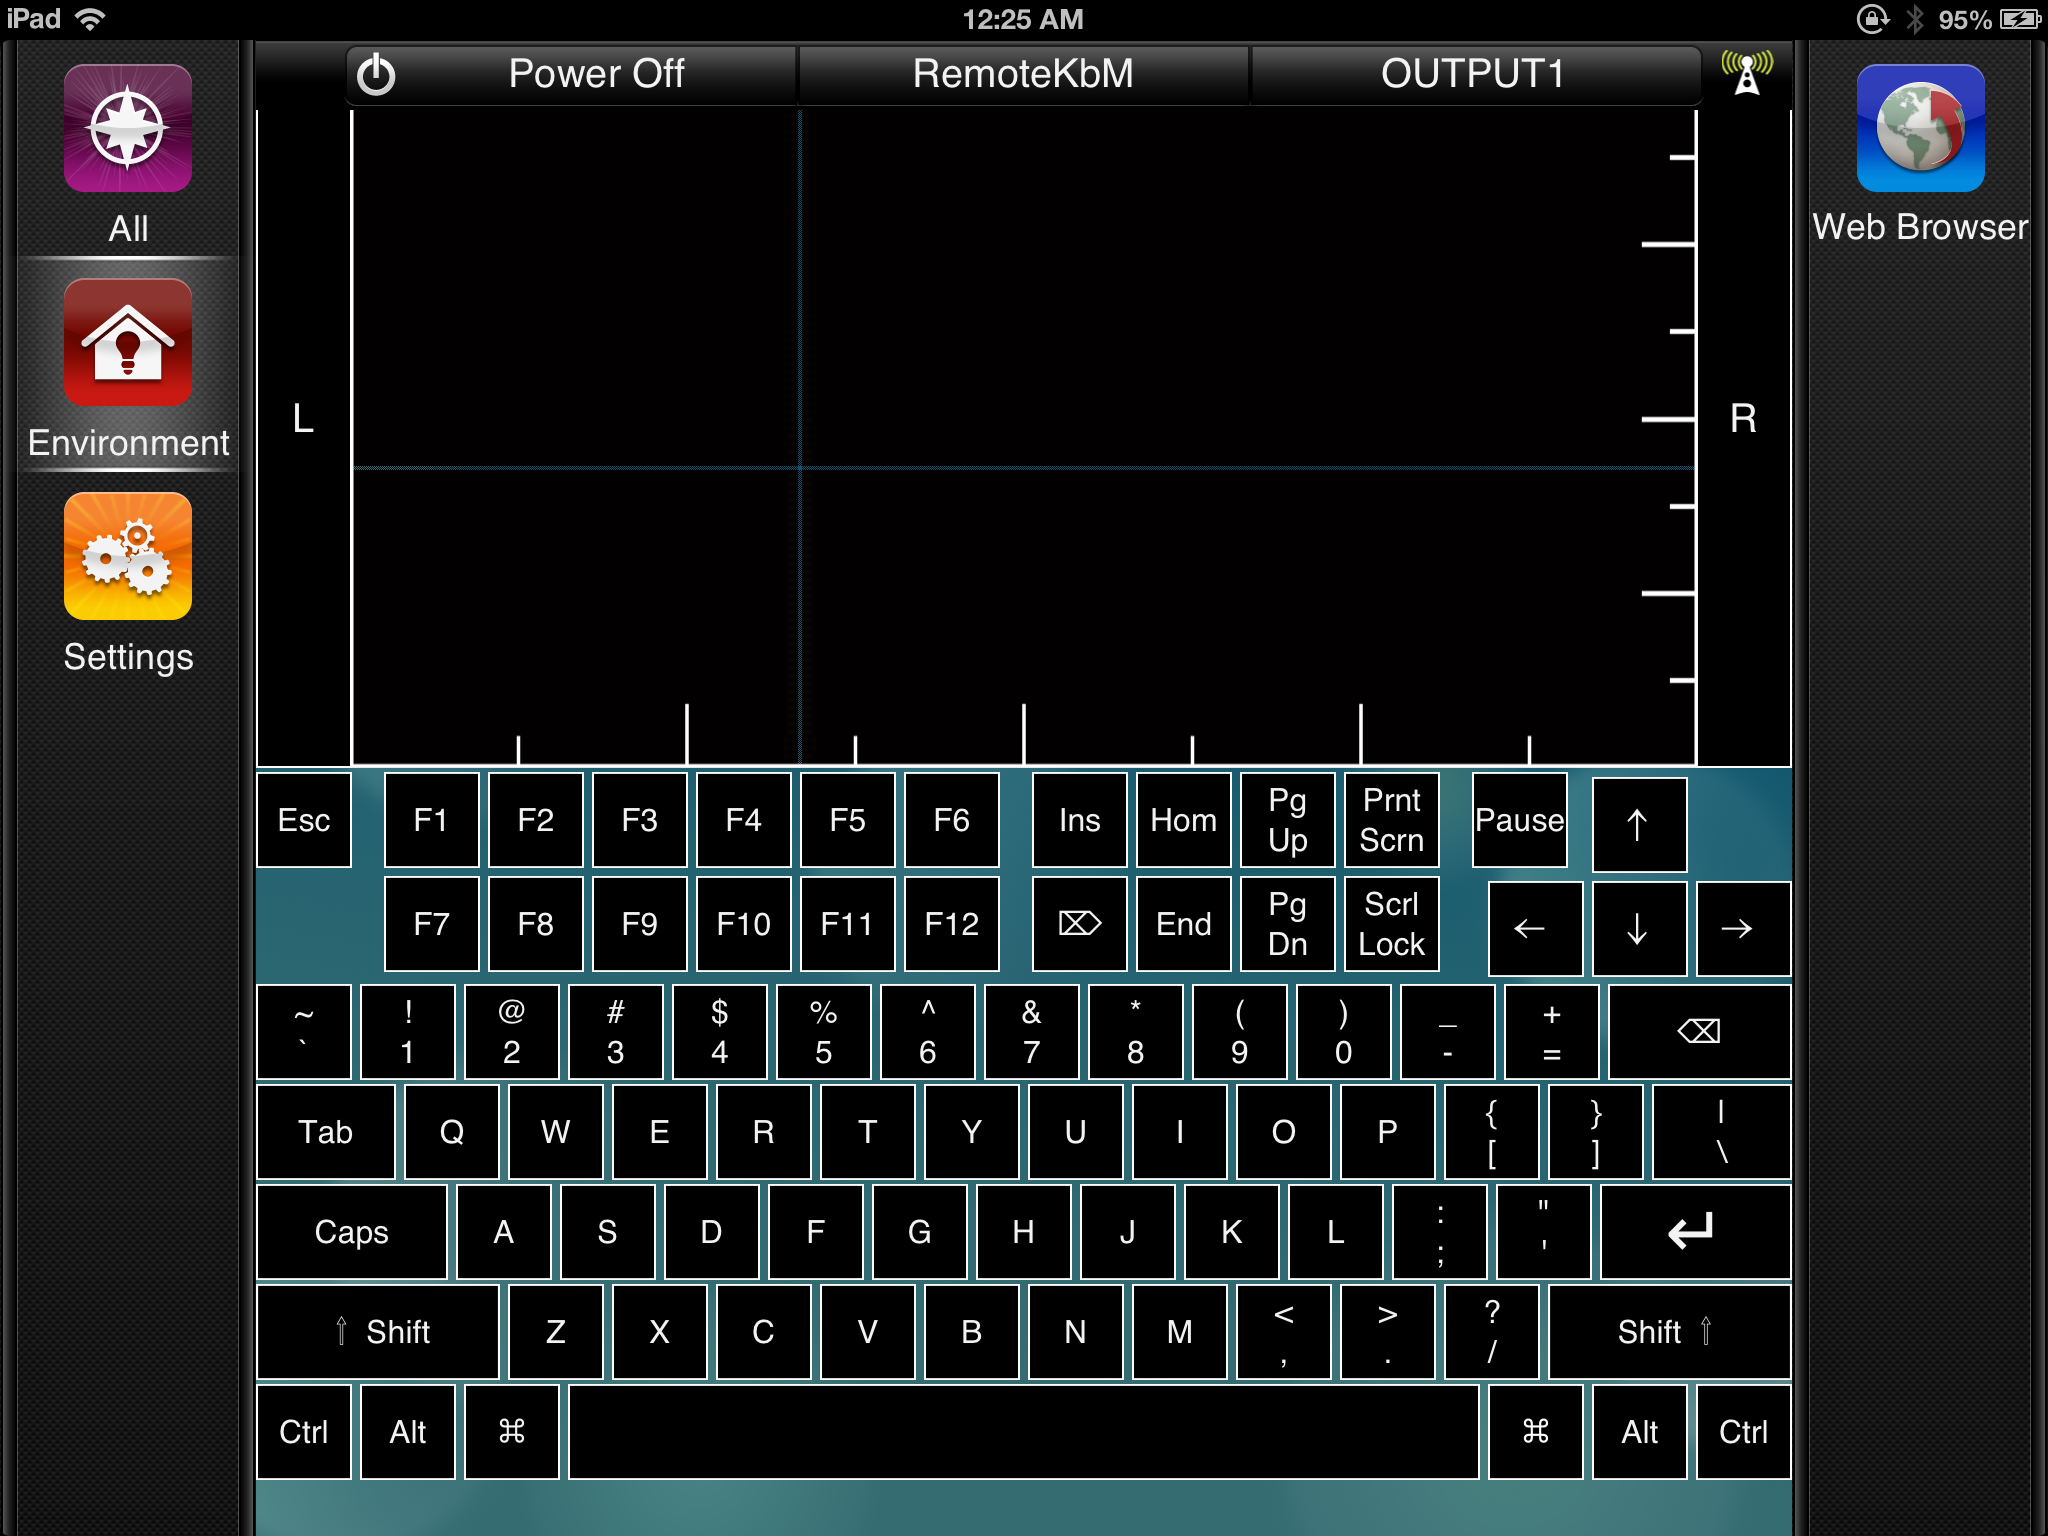 iPad 12:25 AM 95%
Power Off RemoteKbM OUTPUT1
All
Environment
Settings
Web Browser
L R
Esc F1 F2 F3 F4 F5 F6 Ins Hom Pg Up Prnt Scrn Pause ↑
F7 F8 F9 F10 F11 F12 ⌦ End Pg Dn Scrl Lock ← ↓ →
~ ! @ # $ % ^ & * ( ) _ +
` 1 2 3 4 5 6 7 8 9 0 - = ⌫
Tab Q W E R T Y U I O P { [ } ] | \
Caps A S D F G H J K L : ; " ' ↵
⇧ Shift Z X C V B N M < , > . ? / Shift ⇧
Ctrl Alt ⌘ ⌘ Alt Ctrl